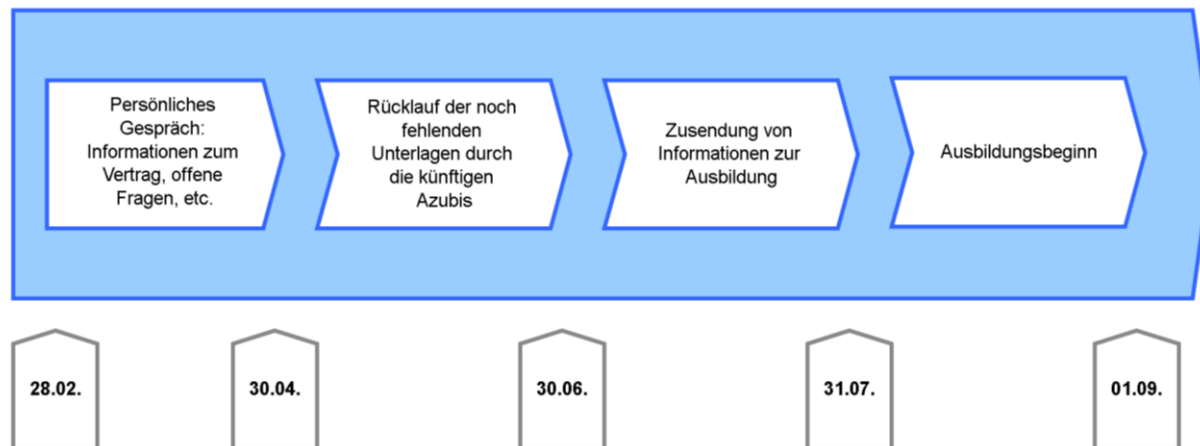 Persönliches
Gespräch:
Informationen zum
Vertrag, offene
Fragen, etc.
Rücklauf der noch
fehlenden
Unterlagen durch
die künftigen
Azubis
Zusendung von
Informationen zur
Ausbildung
Ausbildungsbeginn
28.02.
30.04.
30.06.
31.07.
01.09.